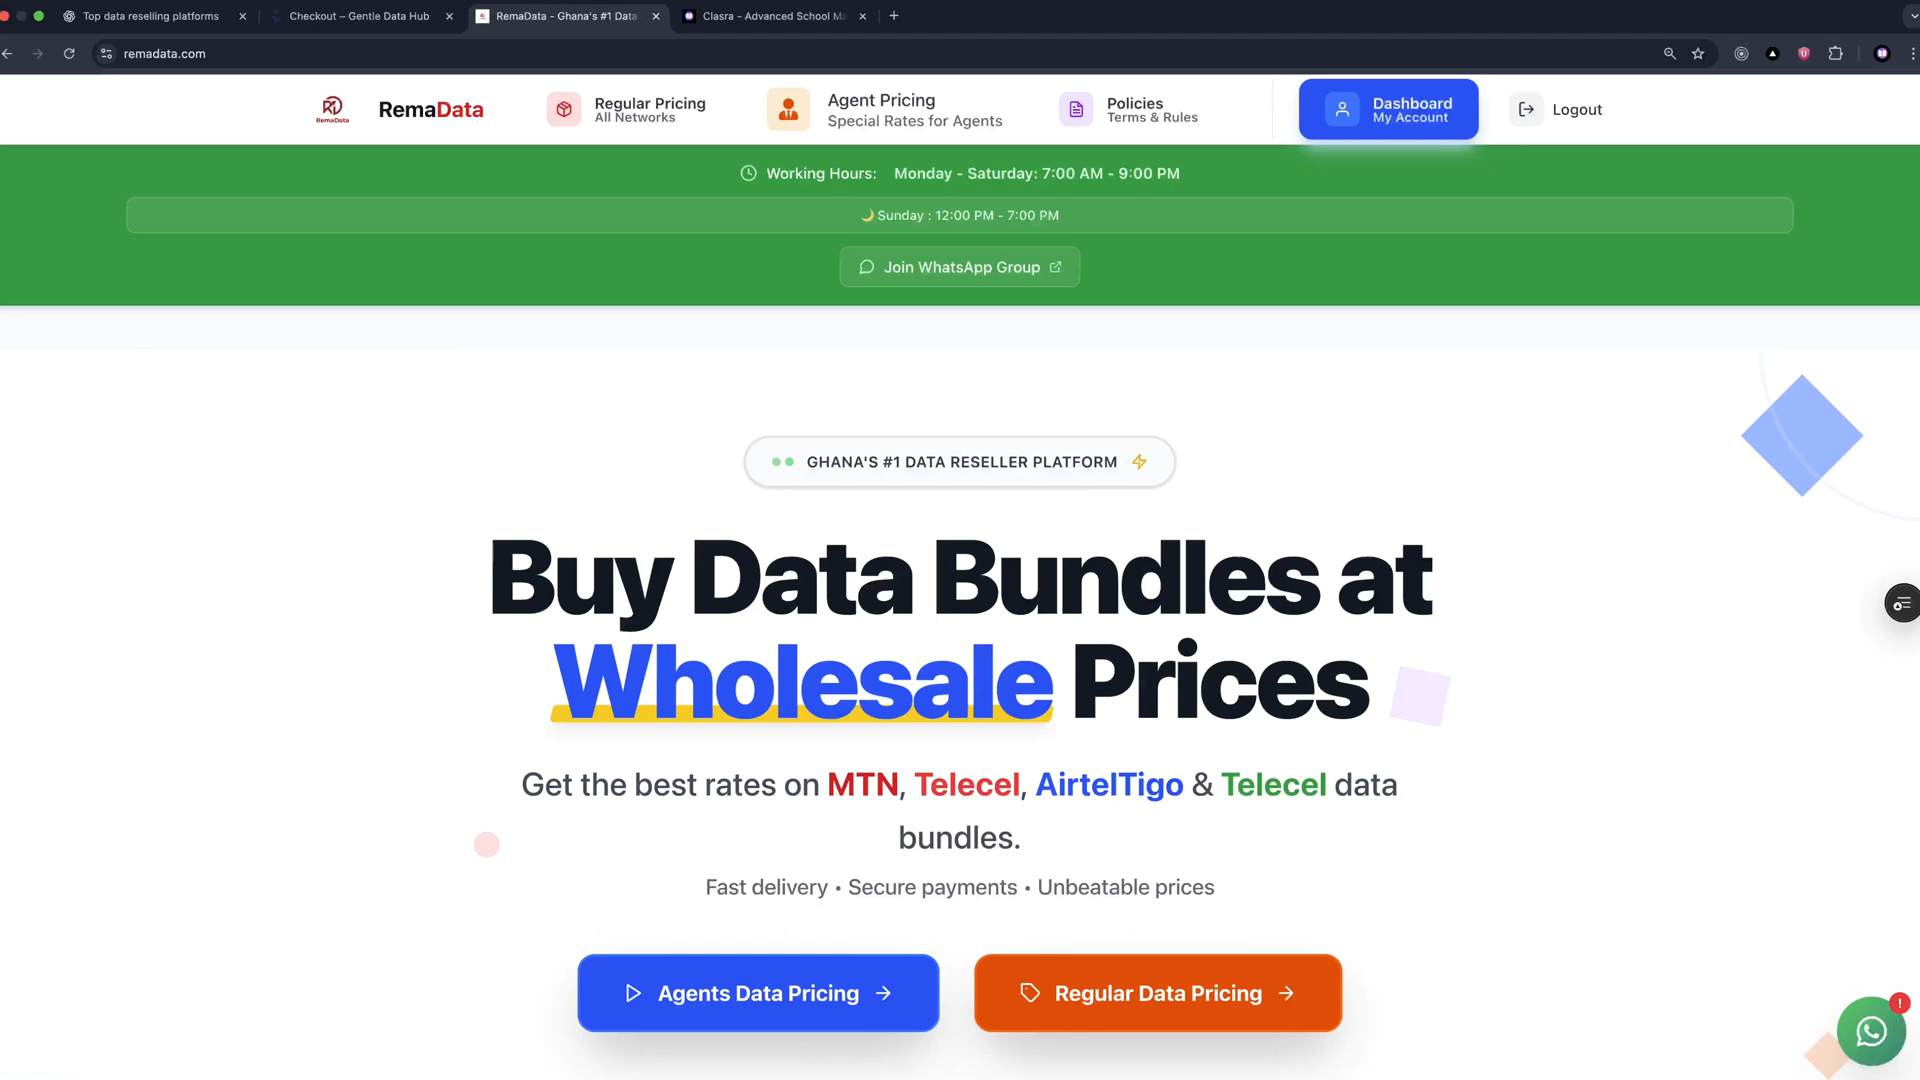 Top data reselling platforms
Checkout – Gentle Data Hub
RemaData - Ghana's #1 Data
Clasra - Advanced School Ma
remadata.com
RemaData
RemaData
Regular Pricing
All Networks
Agent Pricing
Special Rates for Agents
Policies
Terms & Rules
Dashboard
My Account
Logout
Working Hours: Monday - Saturday: 7:00 AM - 9:00 PM
🌙 Sunday : 12:00 PM - 7:00 PM
Join WhatsApp Group
GHANA'S #1 DATA RESELLER PLATFORM
Buy Data Bundles at
Wholesale Prices
Get the best rates on MTN, Telecel, AirtelTigo & Telecel data
bundles.
Fast delivery • Secure payments • Unbeatable prices
Agents Data Pricing
Regular Data Pricing
!